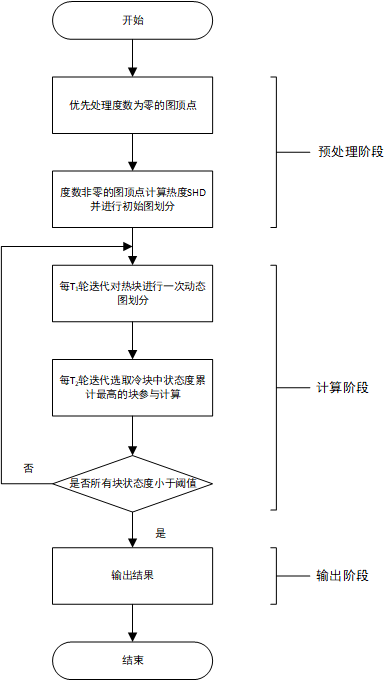 开始
优先处理度数为零的图顶点
预处理阶段
度数非零的图顶点计算热度SHD
并进行初始图划分
每T₁轮迭代对热块进行一次动态
图划分
每T₂轮迭代选取冷块中状态度累
计最高的块参与计算
计算阶段
否
是否所有块状态度小于阈值
是
输出结果
输出阶段
结束